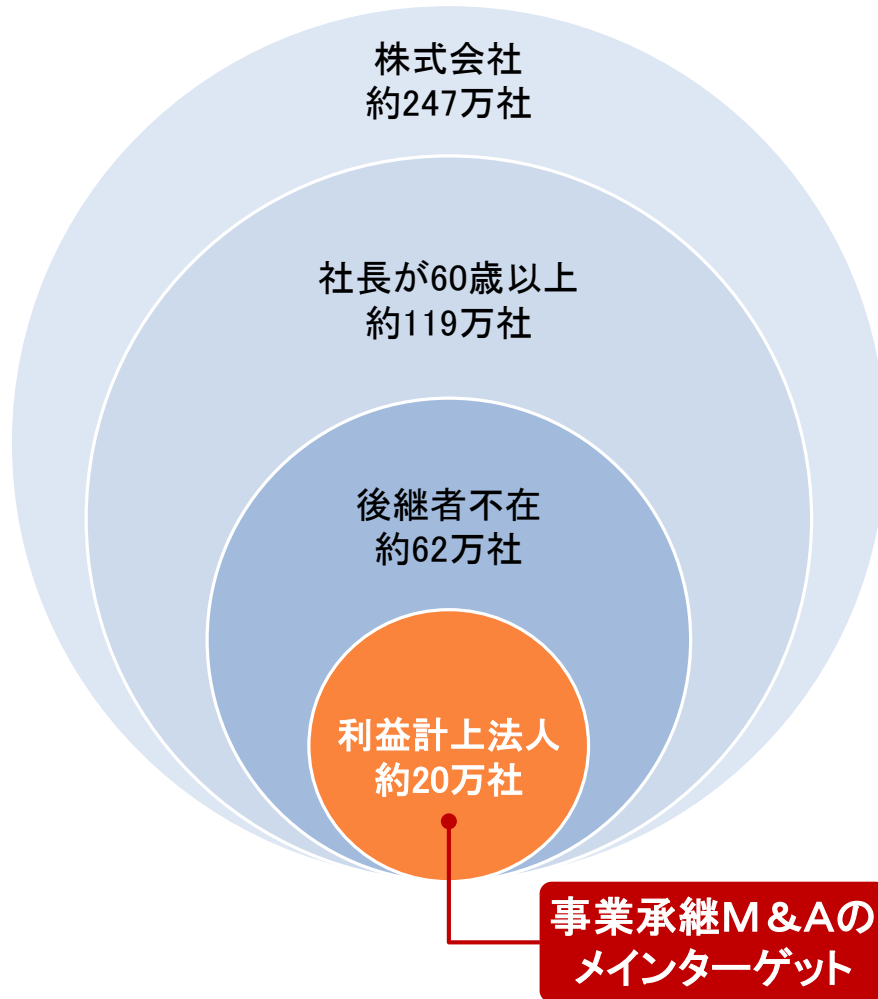 株式会社
約247万社
社長が60歳以上
約119万社
後継者不在
約62万社
利益計上法人
約20万社
事業承継M&Aの
メインターゲット